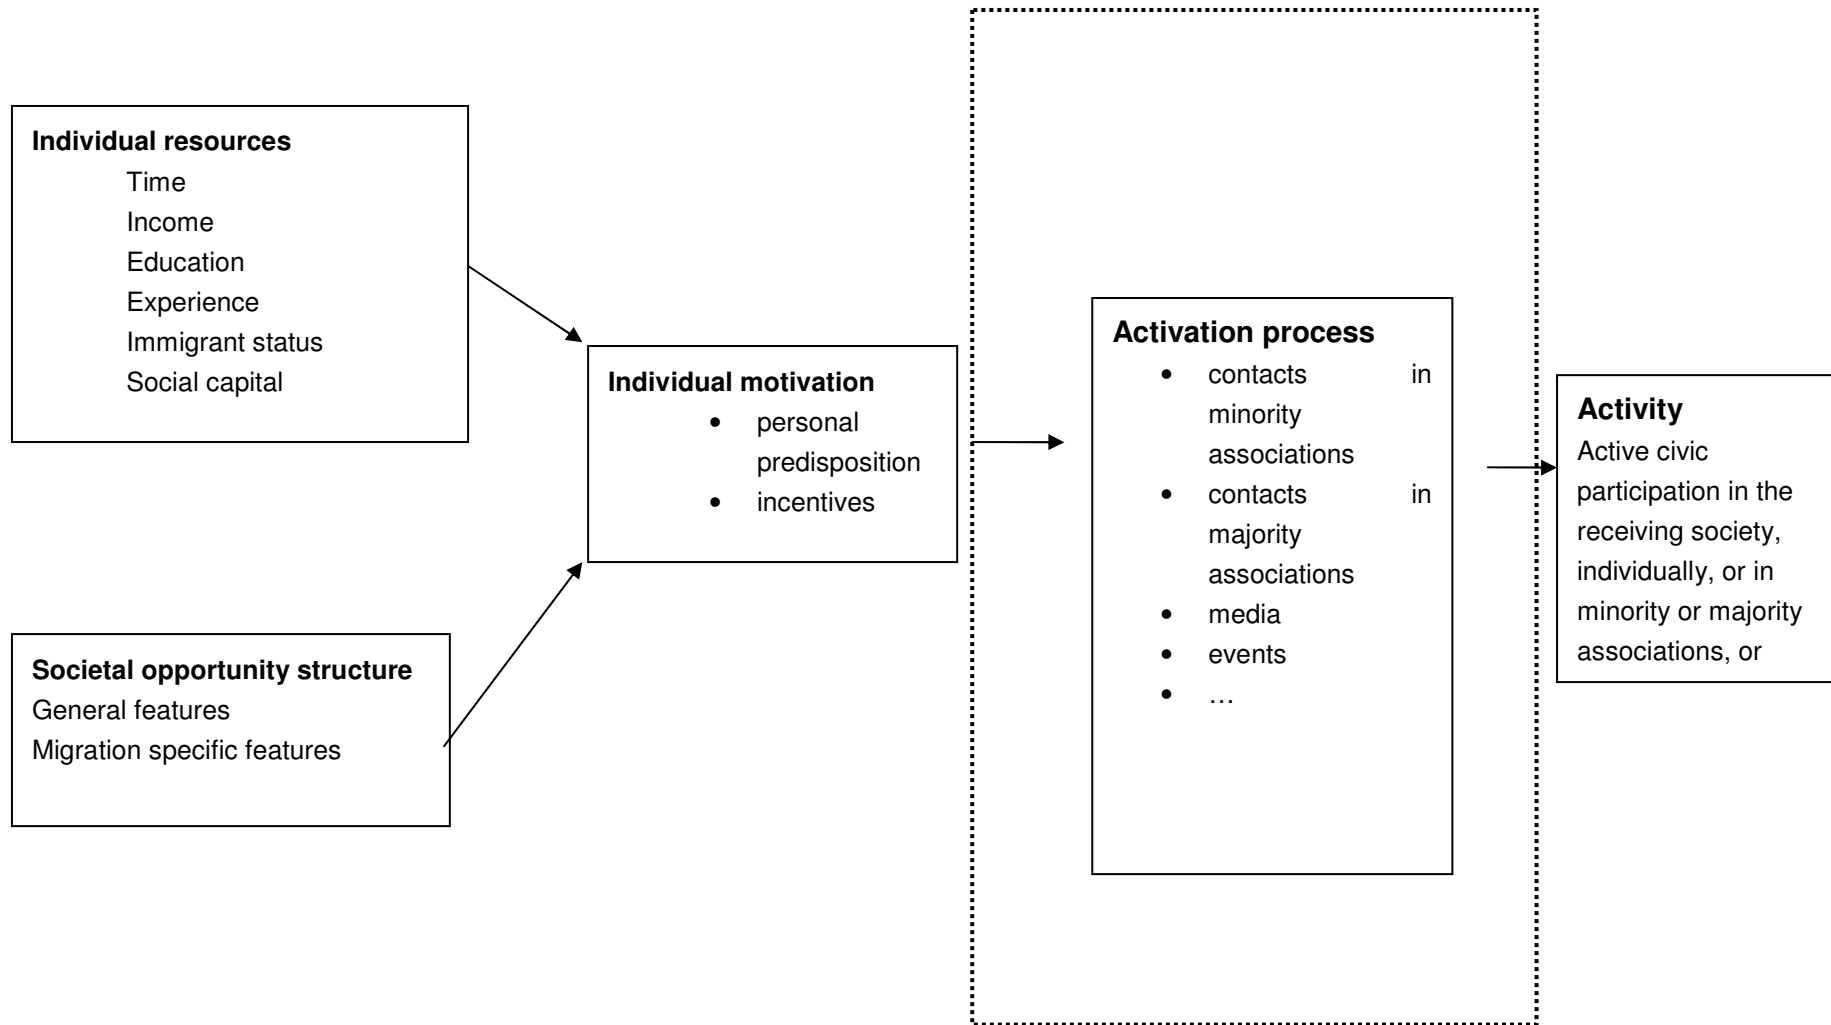 Individual resources
Time
Income
Education
Experience
Immigrant status
Social capital
Societal opportunity structure
General features
Migration specific features
Individual motivation
• personal
predisposition
• incentives
Activation process
• contacts in
minority
associations
• contacts in
majority
associations
• media
• events
• …
Activity
Active civic
participation in the
receiving society,
individually, or in
minority or majority
associations, or